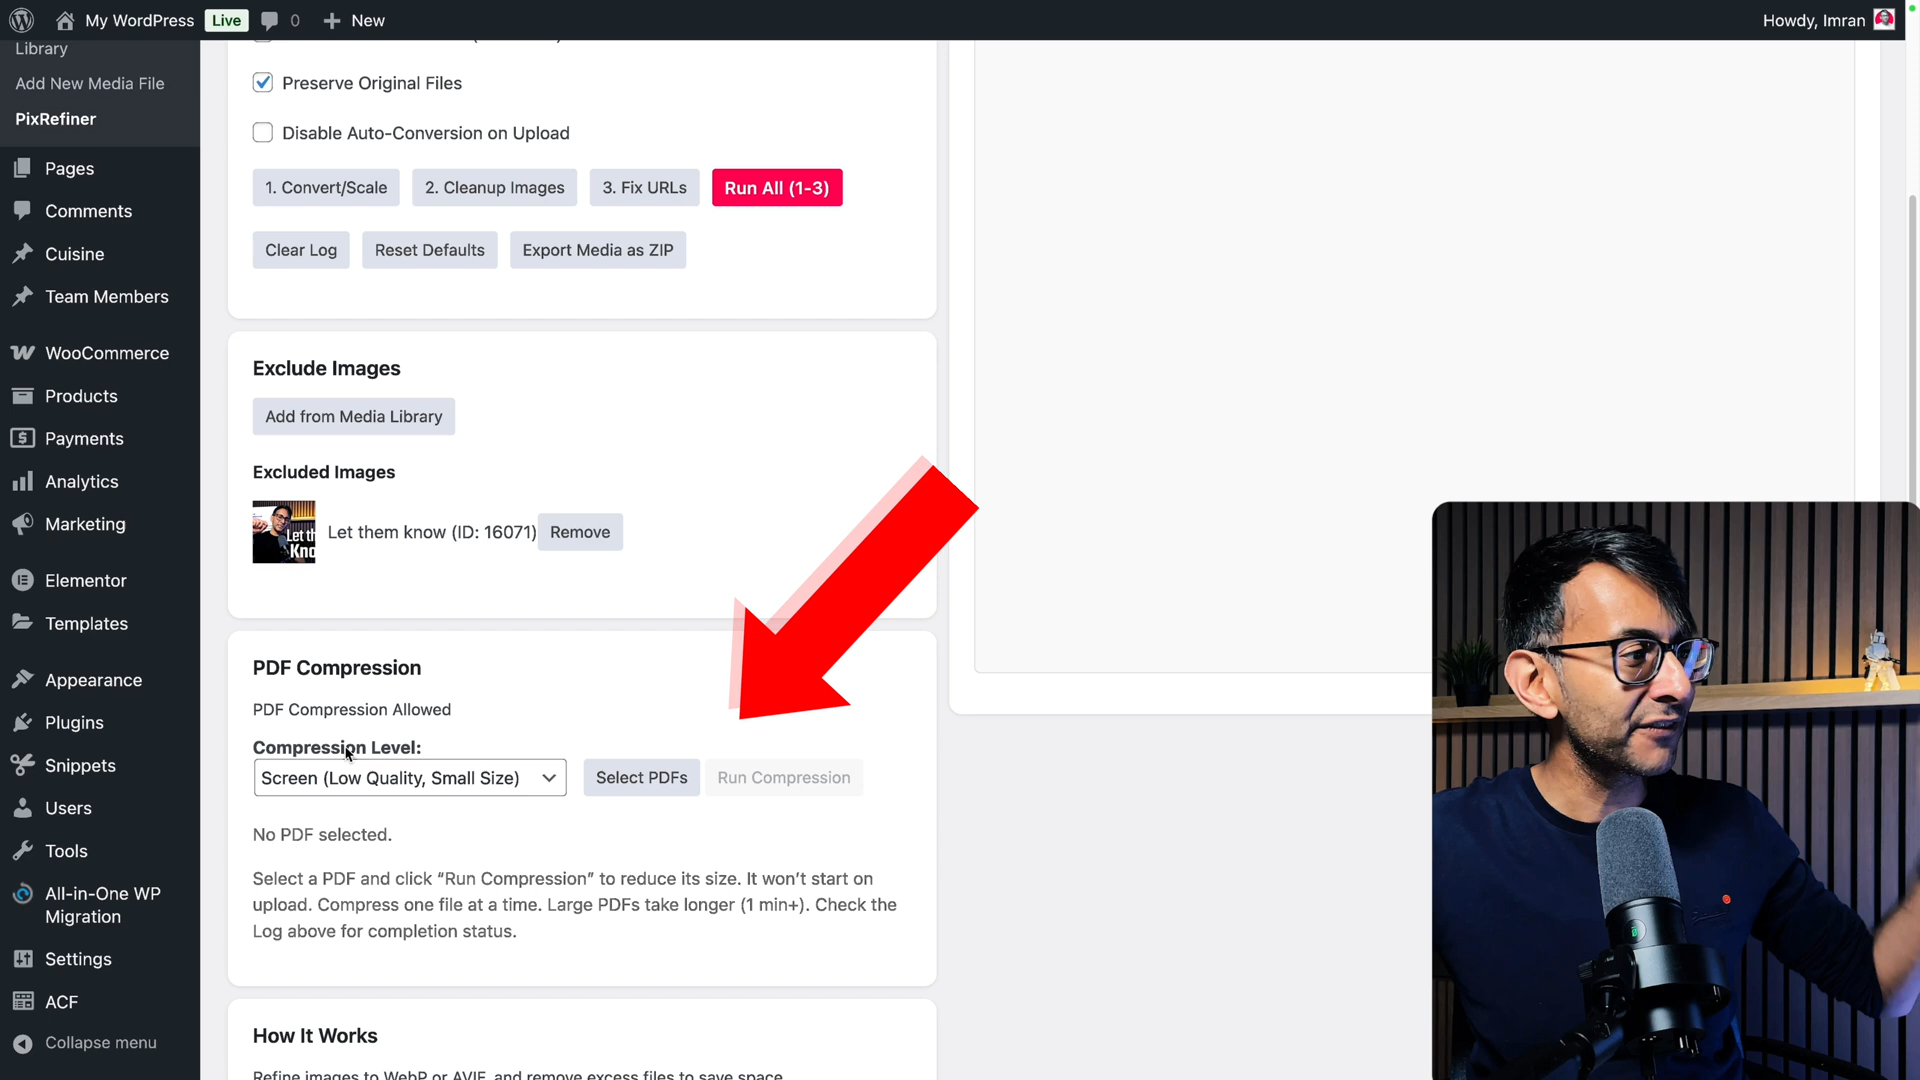 My WordPress Live 0 New Howdy, Imran
Library
Add New Media File
PixRefiner
Pages
Comments
Cuisine
Team Members
WooCommerce
Products
Payments
Analytics
Marketing
Elementor
Templates
Appearance
Plugins
Snippets
Users
Tools
All-in-One WP
Migration
Settings
ACF
Collapse menu
Preserve Original Files
Disable Auto-Conversion on Upload
1. Convert/Scale 2. Cleanup Images 3. Fix URLs Run All (1-3)
Clear Log Reset Defaults Export Media as ZIP
Exclude Images
Add from Media Library
Excluded Images
Let them know (ID: 16071) Remove
PDF Compression
PDF Compression Allowed
Compression Level:
Screen (Low Quality, Small Size) Select PDFs Run Compression
No PDF selected.
Select a PDF and click “Run Compression” to reduce its size. It won’t start on
upload. Compress one file at a time. Large PDFs take longer (1 min+). Check the
Log above for completion status.
How It Works
Refine images to WebP or AVIF, and remove excess files to save space.